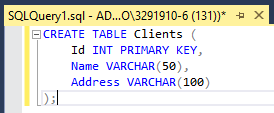 SQLQuery1.sql - AD...O\3291910-6 (131))*
CREATE TABLE Clients (
Id INT PRIMARY KEY,
Name VARCHAR(50),
Address VARCHAR(100)
);